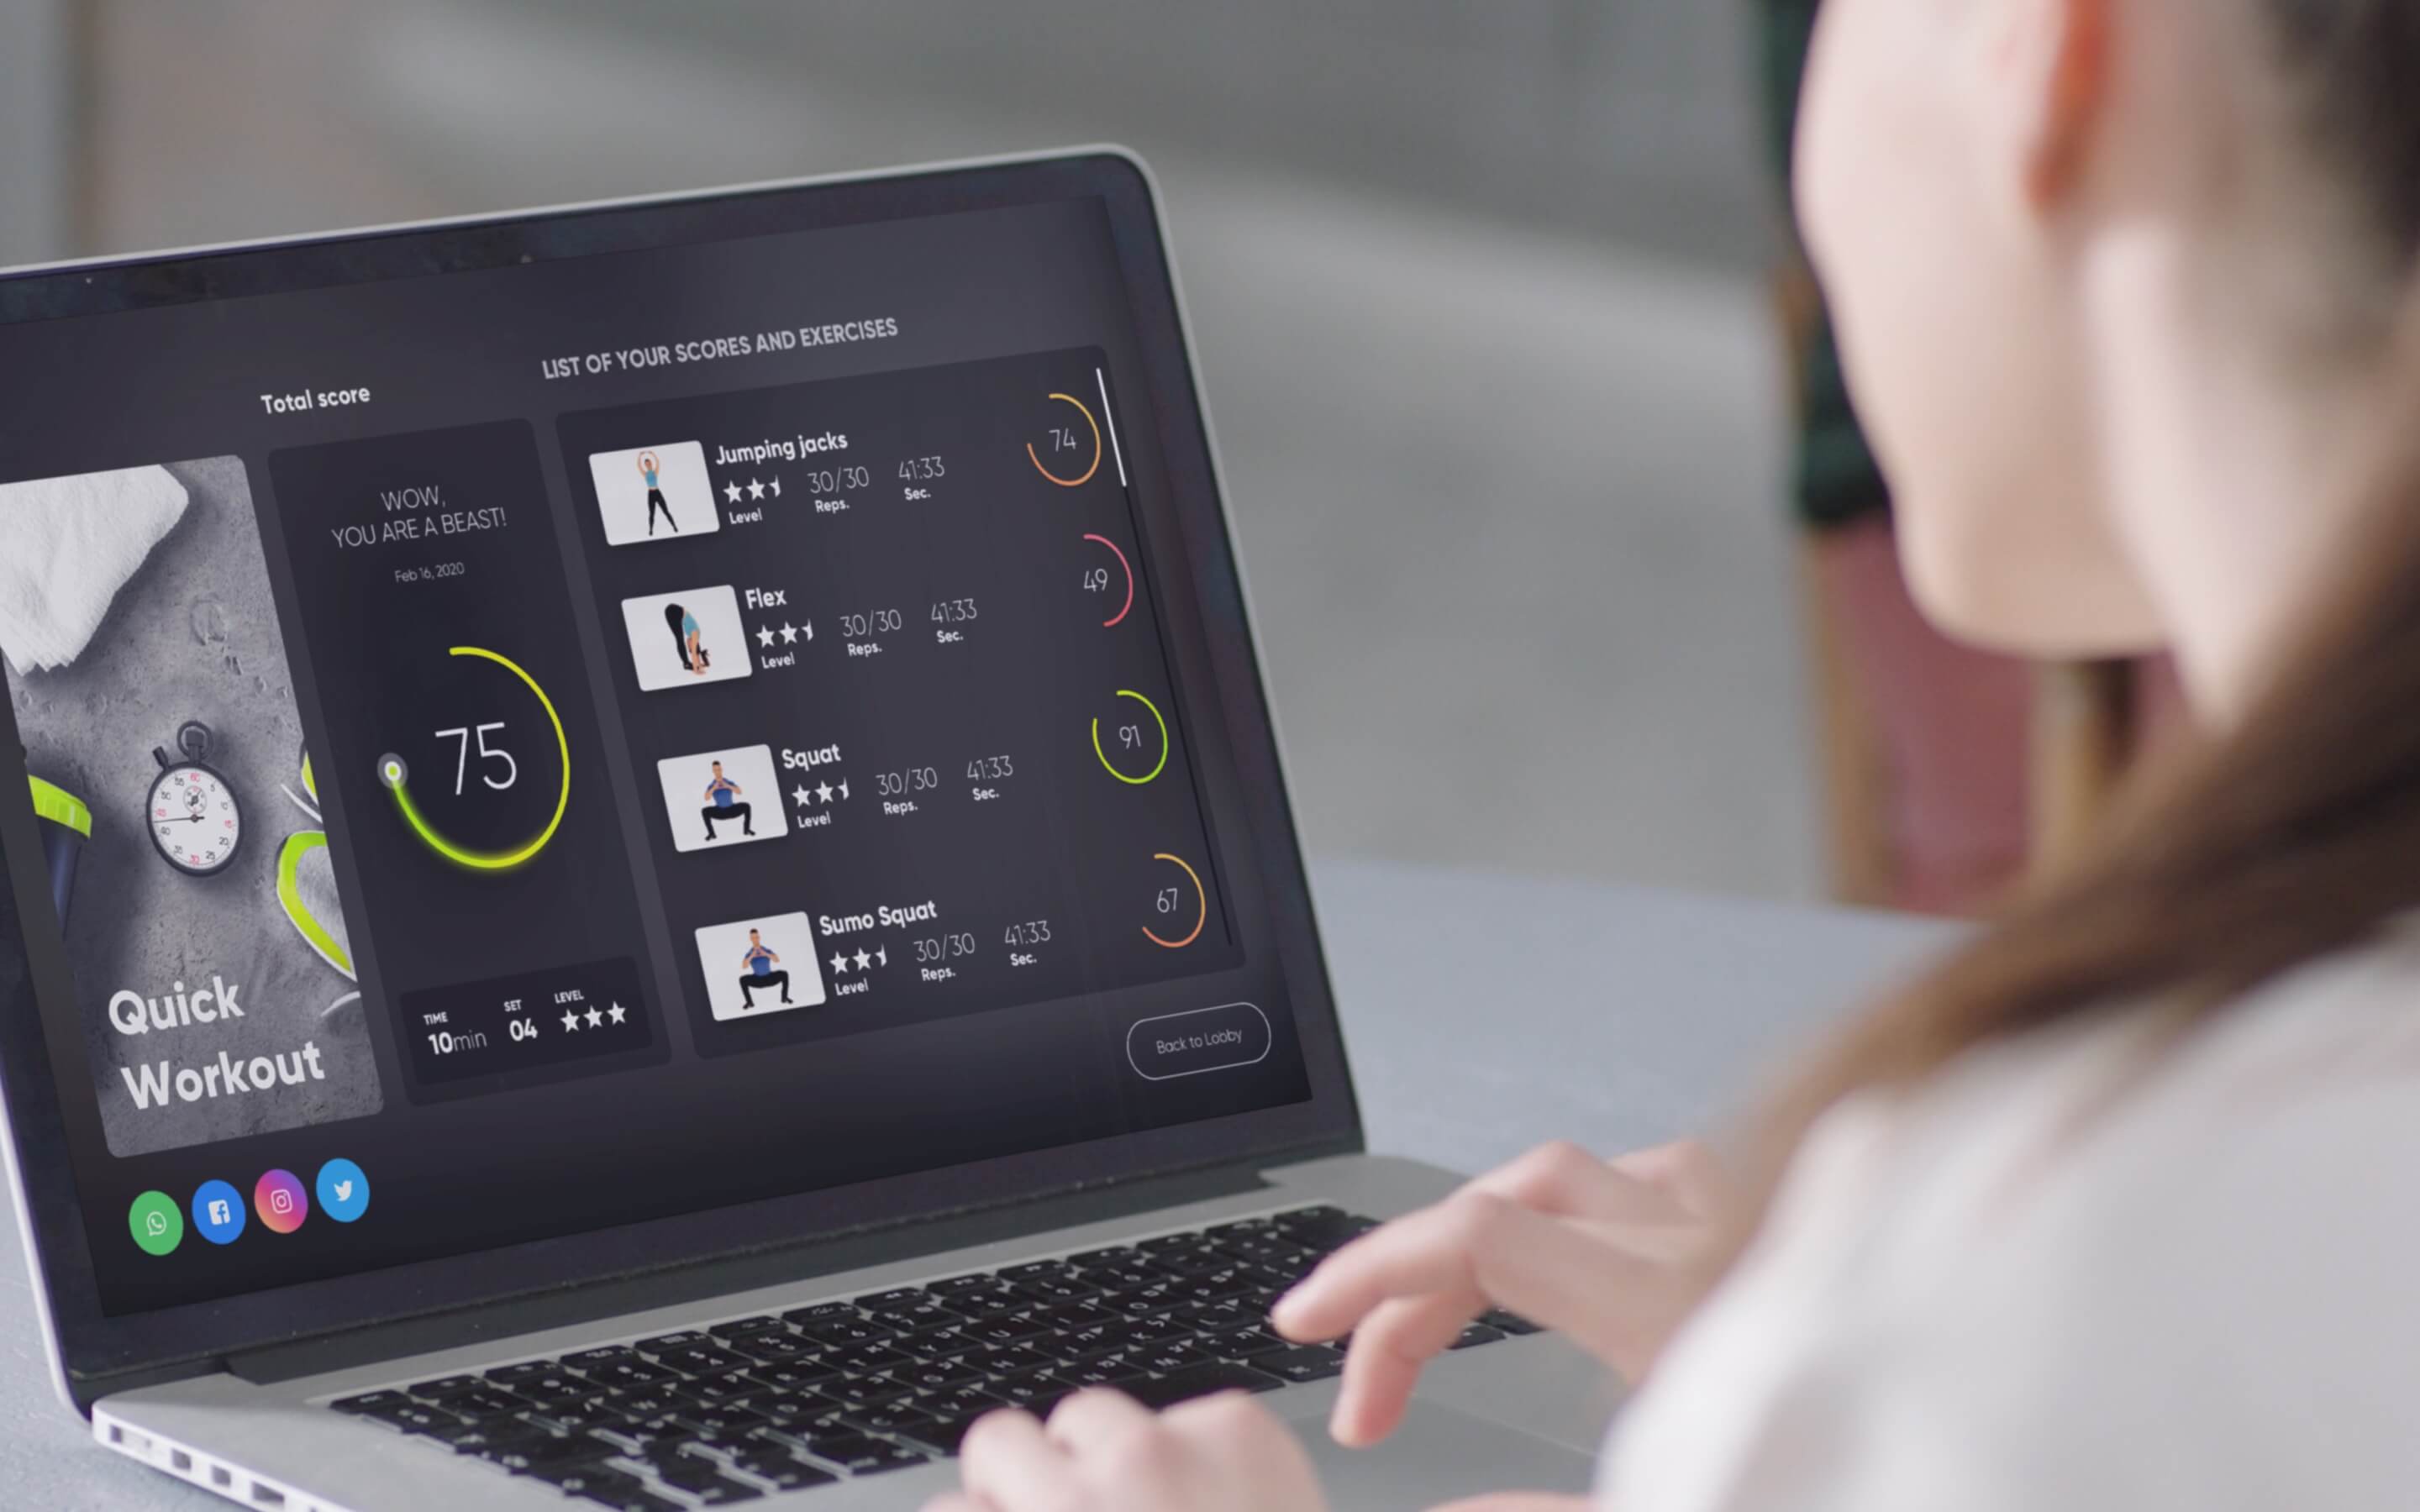 LIST OF YOUR SCORES AND EXERCISES
Total score
WOW,
YOU ARE A BEAST!
Feb 16, 2020
75
TIME
10min
SET
04
LEVEL
Quick
Workout
Jumping jacks
30/30
41:33
Level
Reps.
Sec.
74
Flex
30/30
41:33
Level
Reps.
Sec.
49
Squat
30/30
41:33
Level
Reps.
Sec.
91
Sumo Squat
30/30
41:33
Level
Reps.
Sec.
67
Back to Lobby